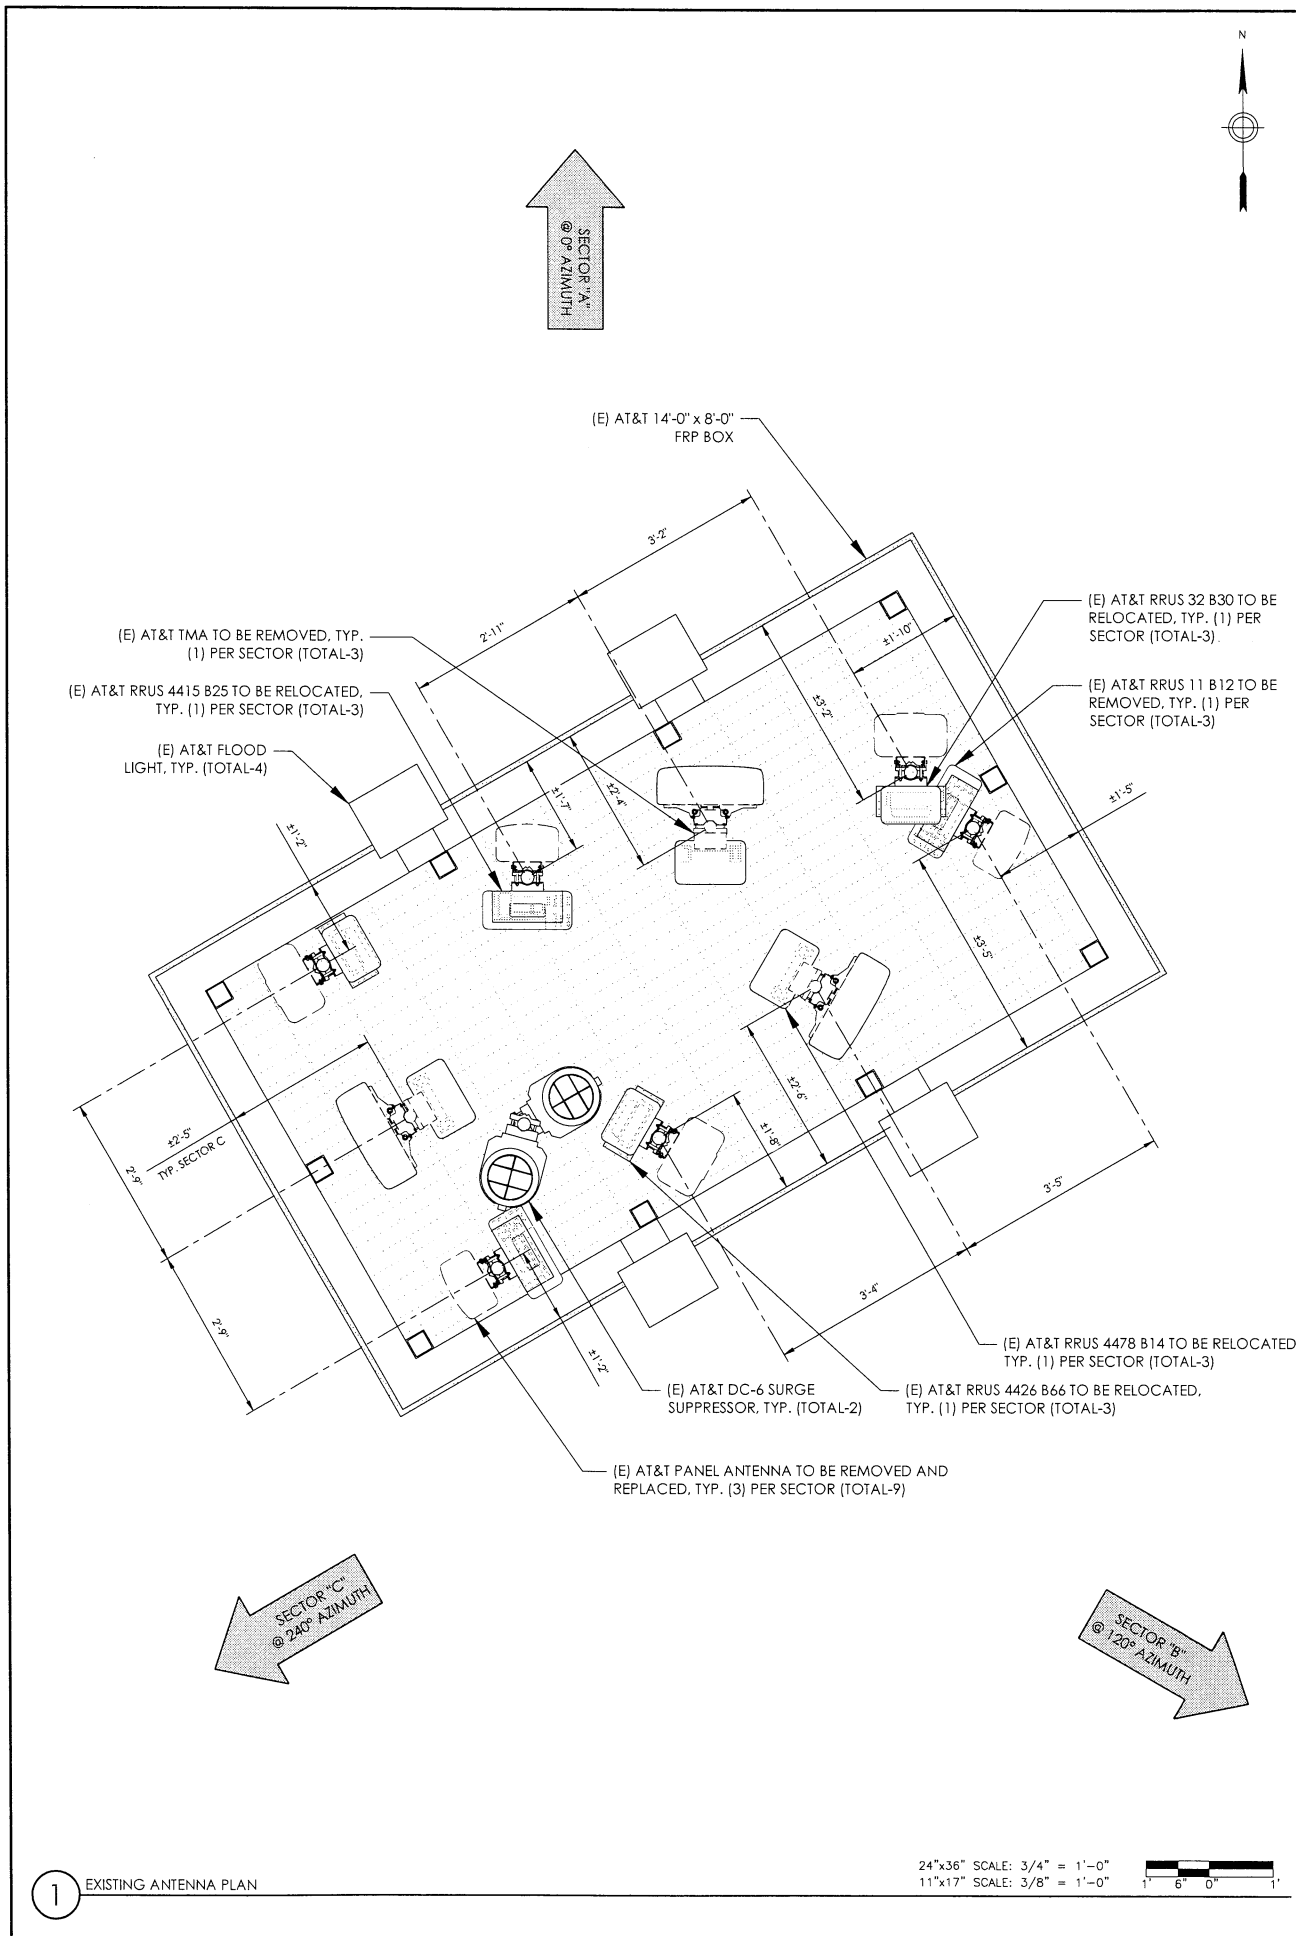 N
SECTOR "A"
@ 0° AZIMUTH
(E) AT&T 14'-0" x 8'-0"
FRP BOX
3'-2"
2'-11"
(E) AT&T TMA TO BE REMOVED, TYP.
(1) PER SECTOR (TOTAL-3)
(E) AT&T RRUS 4415 B25 TO BE RELOCATED,
TYP. (1) PER SECTOR (TOTAL-3)
(E) AT&T FLOOD
LIGHT, TYP. (TOTAL-4)
(E) AT&T RRUS 32 B30 TO BE
RELOCATED, TYP. (1) PER
SECTOR (TOTAL-3)
(E) AT&T RRUS 11 B12 TO BE
REMOVED, TYP. (1) PER
SECTOR (TOTAL-3)
±1'-10"
±3'-2"
±2'-4"
±1'-7"
±1'-2"
±1'-5"
±3'-5"
±2'-6"
±1'-8"
±2'-5"
TYP. SECTOR C
2'-9"
2'-9"
3'-5"
3'-4"
±1'-2"
(E) AT&T RRUS 4478 B14 TO BE RELOCATED
TYP. (1) PER SECTOR (TOTAL-3)
(E) AT&T DC-6 SURGE
SUPPRESSOR, TYP. (TOTAL-2)
(E) AT&T RRUS 4426 B66 TO BE RELOCATED,
TYP. (1) PER SECTOR (TOTAL-3)
(E) AT&T PANEL ANTENNA TO BE REMOVED AND
REPLACED, TYP. (3) PER SECTOR (TOTAL-9)
SECTOR "C"
@ 240° AZIMUTH
SECTOR "B"
@ 120° AZIMUTH
1 EXISTING ANTENNA PLAN
24"x36" SCALE: 3/4" = 1'-0"
11"x17" SCALE: 3/8" = 1'-0"
1' 6" 0" 1'